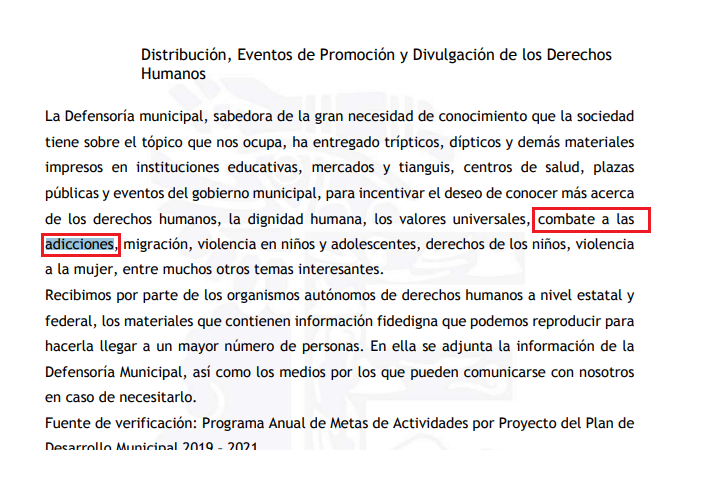 Distribución, Eventos de Promoción y Divulgación de los Derechos
Humanos
La Defensoría municipal, sabedora de la gran necesidad de conocimiento que la sociedad
tiene sobre el tópico que nos ocupa, ha entregado trípticos, dípticos y demás materiales
impresos en instituciones educativas, mercados y tianguis, centros de salud, plazas
públicas y eventos del gobierno municipal, para incentivar el deseo de conocer más acerca
de los derechos humanos, la dignidad humana, los valores universales, combate a las
adicciones, migración, violencia en niños y adolescentes, derechos de los niños, violencia
a la mujer, entre muchos otros temas interesantes.
Recibimos por parte de los organismos autónomos de derechos humanos a nivel estatal y
federal, los materiales que contienen información fidedigna que podemos reproducir para
hacerla llegar a un mayor número de personas. En ella se adjunta la información de la
Defensoría Municipal, así como los medios por los que pueden comunicarse con nosotros
en caso de necesitarlo.
Fuente de verificación: Programa Anual de Metas de Actividades por Proyecto del Plan de
Desarrollo Municipal 2019 – 2021